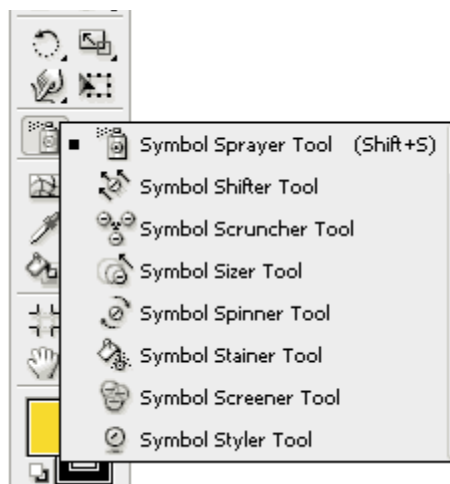 Symbol Sprayer Tool (Shift+S)
Symbol Shifter Tool
Symbol Scruncher Tool
Symbol Sizer Tool
Symbol Spinner Tool
Symbol Stainer Tool
Symbol Screener Tool
Symbol Styler Tool